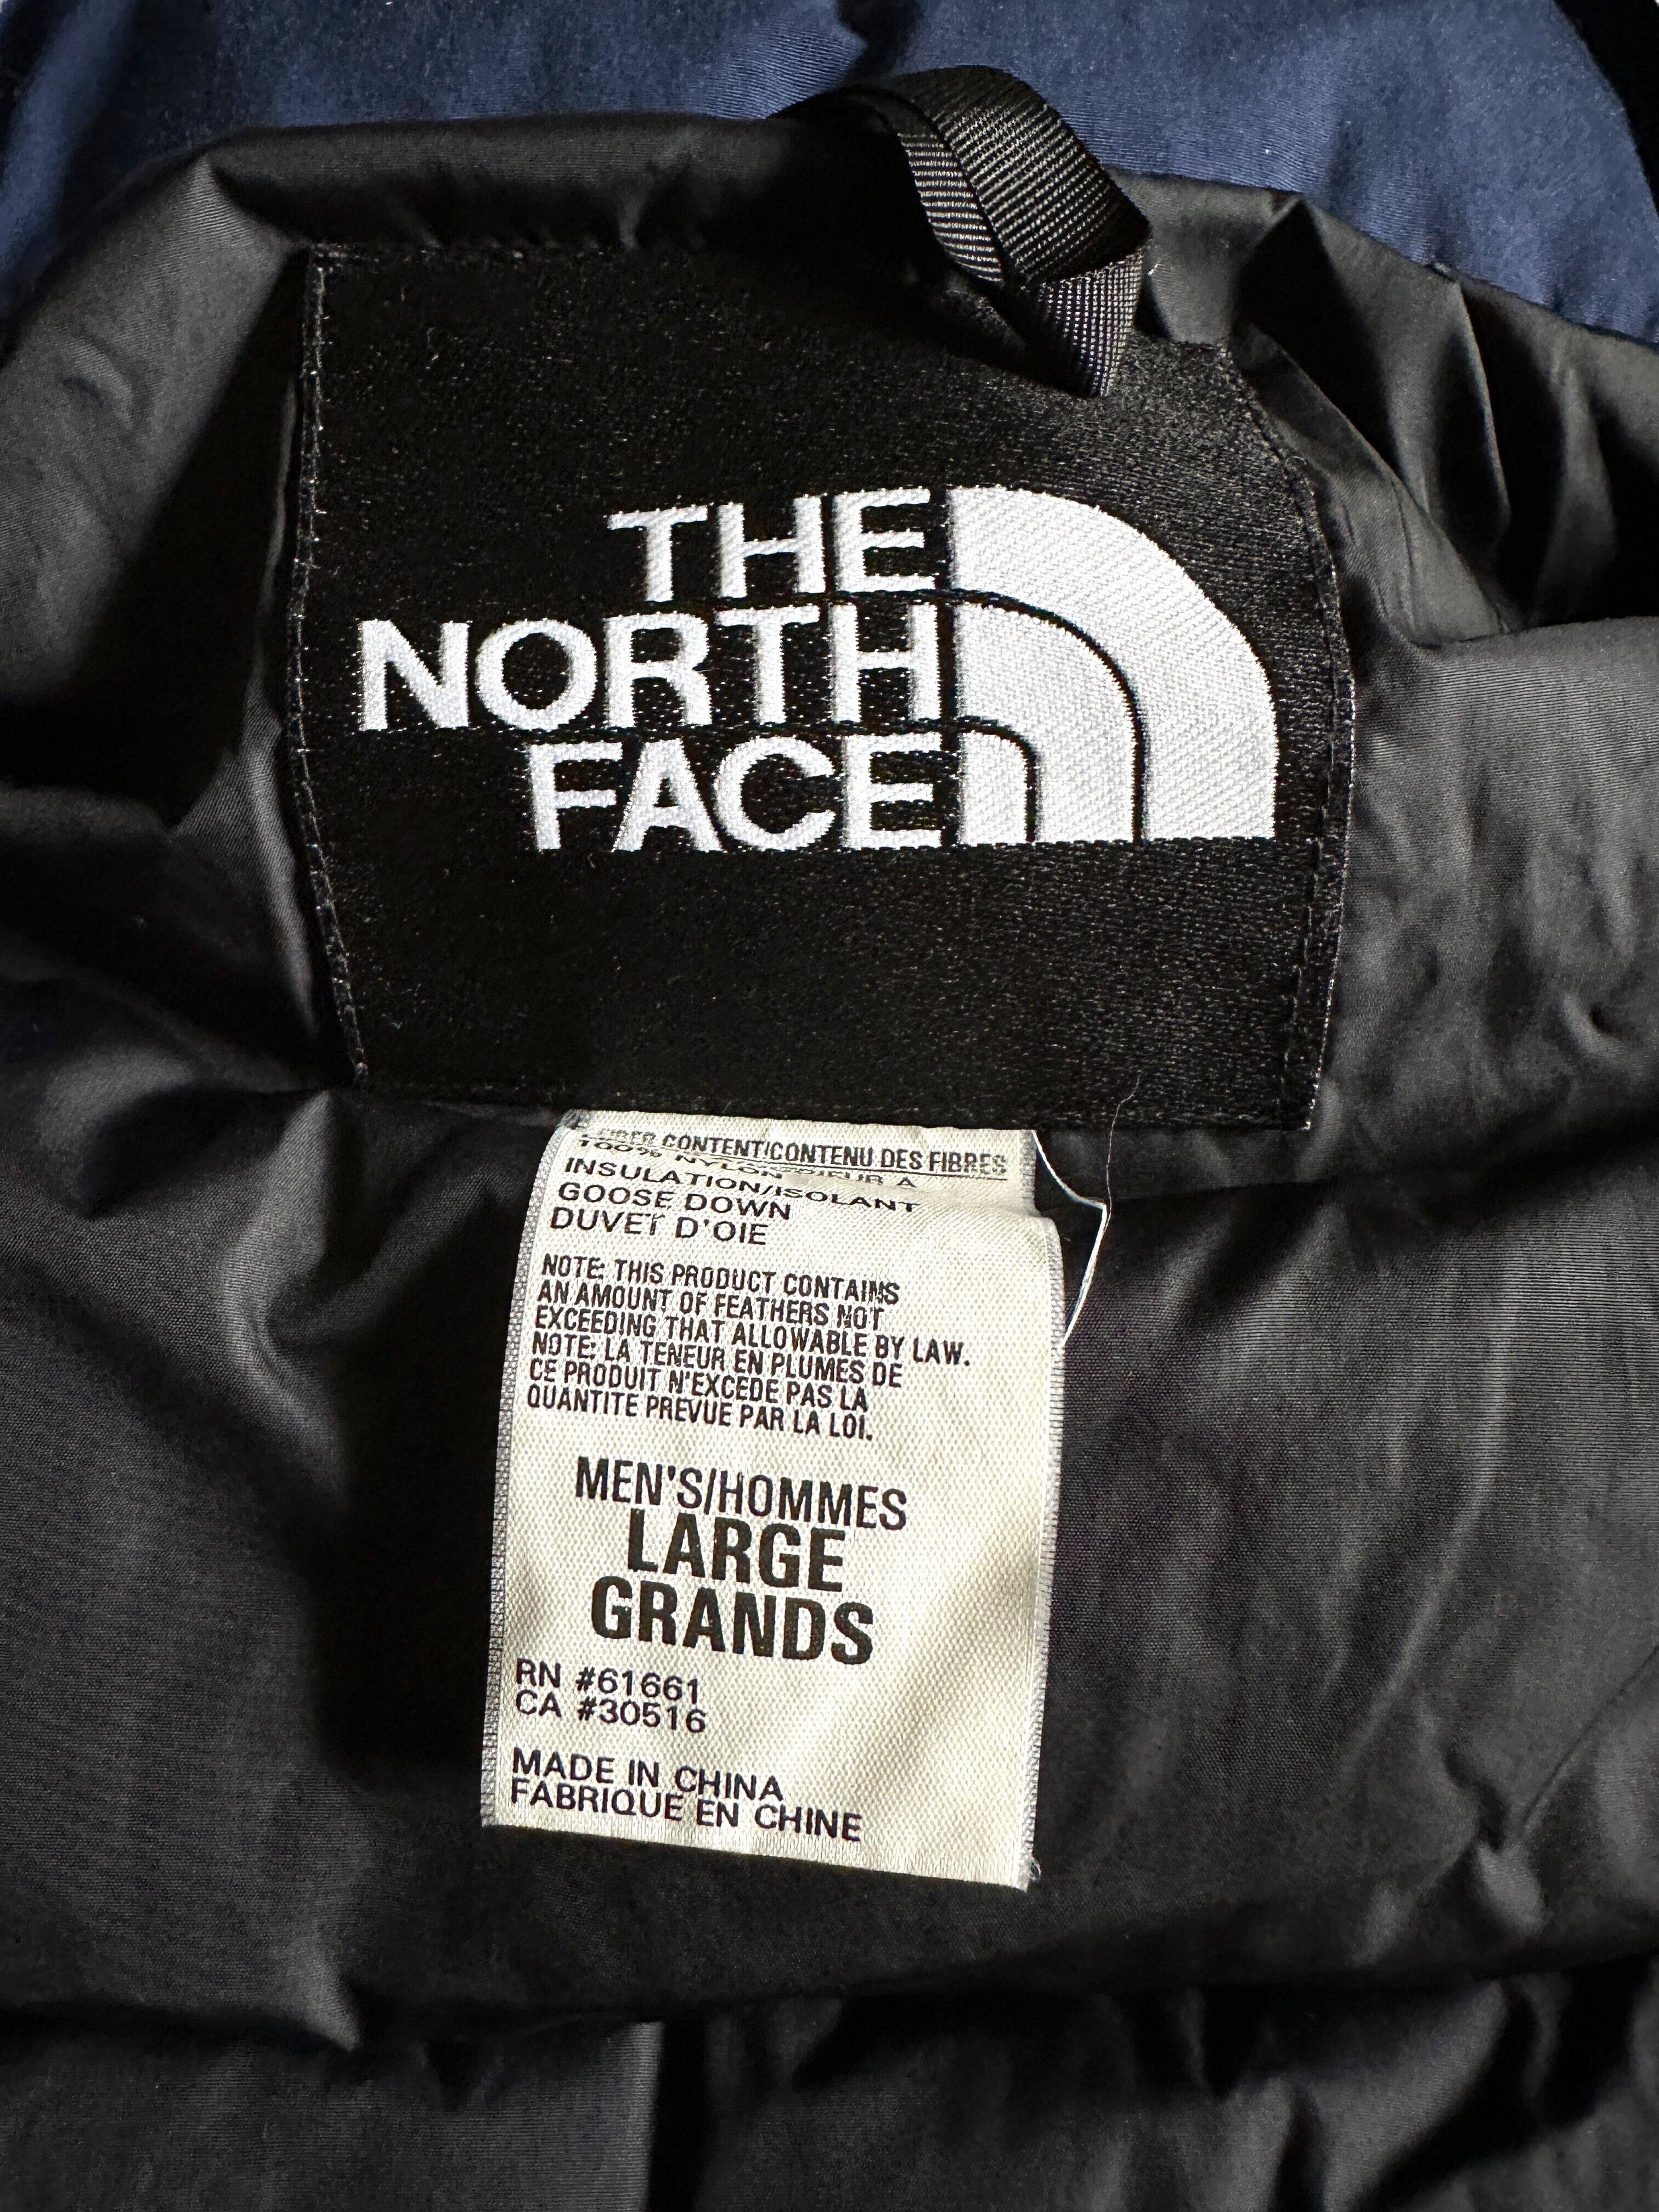 THE
NORTH
FACE
FIBER CONTENT/CONTENU DES FIBRES
100% NYLON
INSULATION/ISOLANT
GOOSE DOWN
DUVET D'OIE
NOTE: THIS PRODUCT CONTAINS
AN AMOUNT OF FEATHERS NOT
EXCEEDING THAT ALLOWABLE BY LAW.
NOTE: LA TENEUR EN PLUMES DE
CE PRODUIT N'EXCEDE PAS LA
QUANTITE PREVUE PAR LA LOI.
MEN'S/HOMMES
LARGE
GRANDS
RN #61661
CA #30516
MADE IN CHINA
FABRIQUE EN CHINE